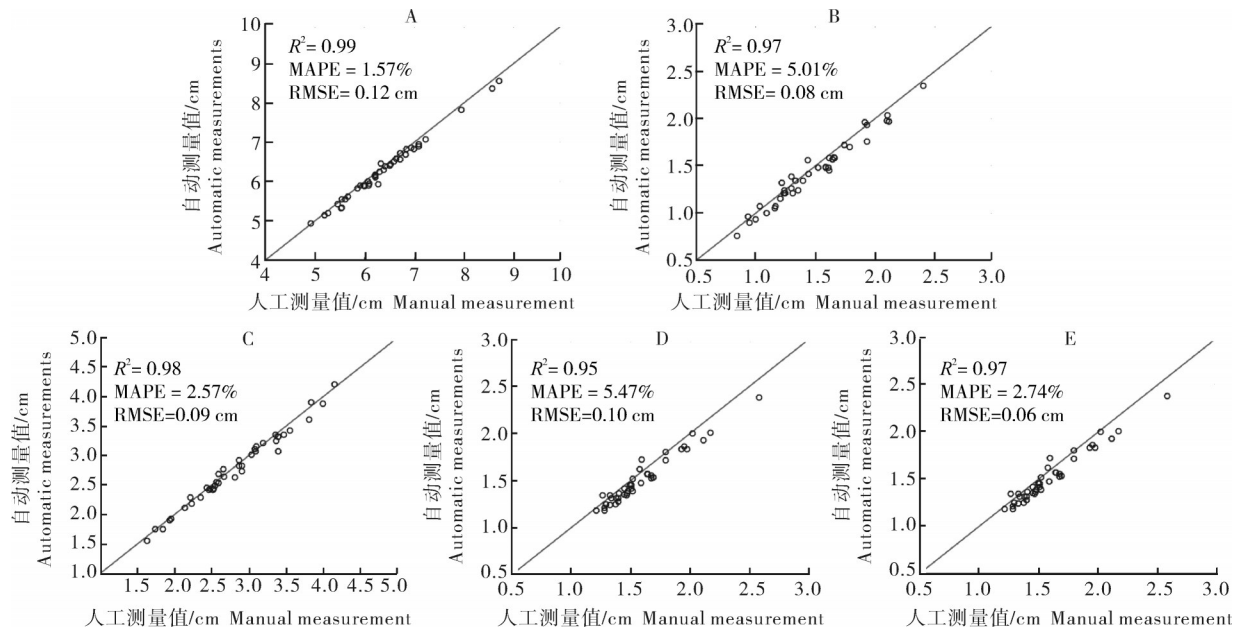 A
R²= 0.99
MAPE = 1.57%
RMSE= 0.12 cm
10
9
8
7
6
5
4
4 5 6 7 8 9 10
自动测量值/cm
Automatic measurements
人工测量值/cm Manual measurement
B
R²= 0.97
MAPE = 5.01%
RMSE= 0.08 cm
3.0
2.5
2.0
1.5
1.0
0.5
0.5 1.0 1.5 2.0 2.5 3.0
自动测量值/cm
Automatic measurements
人工测量值/cm Manual measurement
C
R²= 0.98
MAPE = 2.57%
RMSE=0.09 cm
5.0
4.5
4.0
3.5
3.0
2.5
2.0
1.5
1.0
1.5 2.0 2.5 3.0 3.5 4.0 4.5 5.0
自动测量值/cm
Automatic measurements
人工测量值/cm Manual measurement
D
R²= 0.95
MAPE = 5.47%
RMSE= 0.10 cm
3.0
2.5
2.0
1.5
1.0
0.5
0.5 1.0 1.5 2.0 2.5 3.0
自动测量值/cm
Automatic measurements
人工测量值/cm Manual measurement
E
R²= 0.97
MAPE = 2.74%
RMSE= 0.06 cm
3.0
2.5
2.0
1.5
1.0
0.5
0.5 1.0 1.5 2.0 2.5 3.0
自动测量值/cm
Automatic measurements
人工测量值/cm Manual measurement